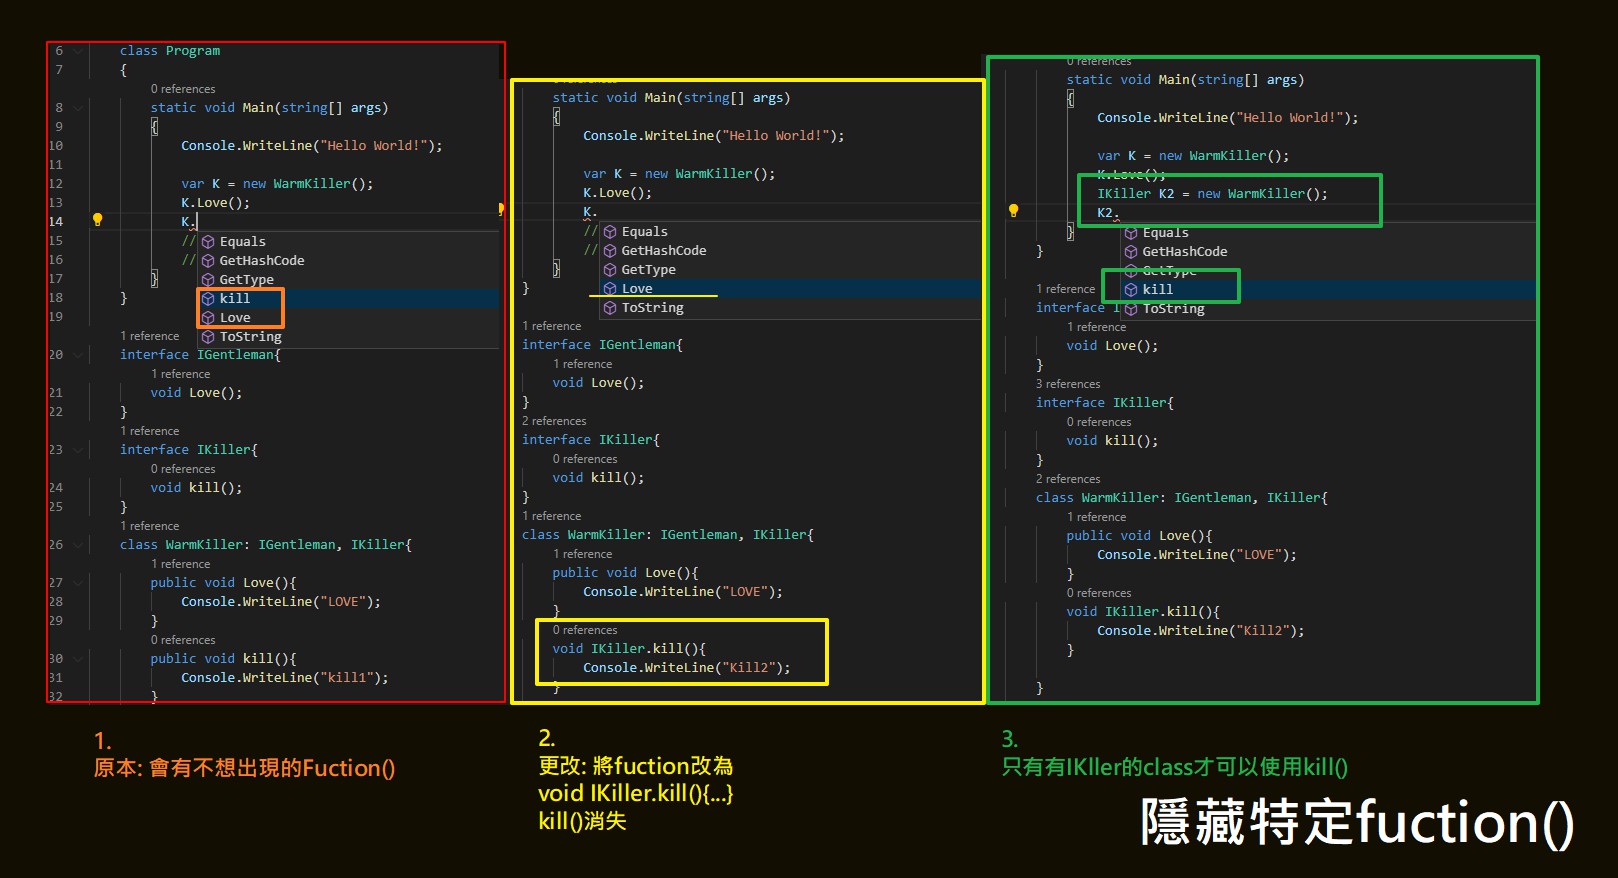 6 class Program
7 {
0 references
8 static void Main(string[] args)
9 {
10 Console.WriteLine("Hello World!");
11
12 var K = new WarmKiller();
13 K.Love();
14 K.
15 //
16 //
17 }
18 }
19
Equals
GetHashCode
GetType
kill
Love
ToString
1 reference
20 interface IGentleman{
1 reference
21 void Love();
22 }
1 reference
23 interface IKiller{
0 references
24 void kill();
25 }
1 reference
26 class WarmKiller: IGentleman, IKiller{
1 reference
27 public void Love(){
28 Console.WriteLine("LOVE");
29 }
0 references
30 public void kill(){
31 Console.WriteLine("kill1");
32 }
1.
原本: 會有不想出現的Fuction()
static void Main(string[] args)
{
Console.WriteLine("Hello World!");
var K = new WarmKiller();
K.Love();
K.
//
//
}
}
Equals
GetHashCode
GetType
Love
ToString
1 reference
interface IGentleman{
1 reference
void Love();
}
2 references
interface IKiller{
0 references
void kill();
}
1 reference
class WarmKiller: IGentleman, IKiller{
1 reference
public void Love(){
Console.WriteLine("LOVE");
}
0 references
void IKiller.kill(){
Console.WriteLine("Kill2");
}
2.
更改: 將fuction改為
void IKiller.kill(){...}
kill()消失
0 references
static void Main(string[] args)
{
Console.WriteLine("Hello World!");
var K = new WarmKiller();
K.Love();
IKiller K2 = new WarmKiller();
K2.
}
}
Equals
GetHashCode
GetType
kill
ToString
1 reference
interface I
1 reference
void Love();
}
3 references
interface IKiller{
0 references
void kill();
}
2 references
class WarmKiller: IGentleman, IKiller{
1 reference
public void Love(){
Console.WriteLine("LOVE");
}
0 references
void IKiller.kill(){
Console.WriteLine("Kill2");
}
}
3.
只有有IKller的class才可以使用kill()
隱藏特定fuction()